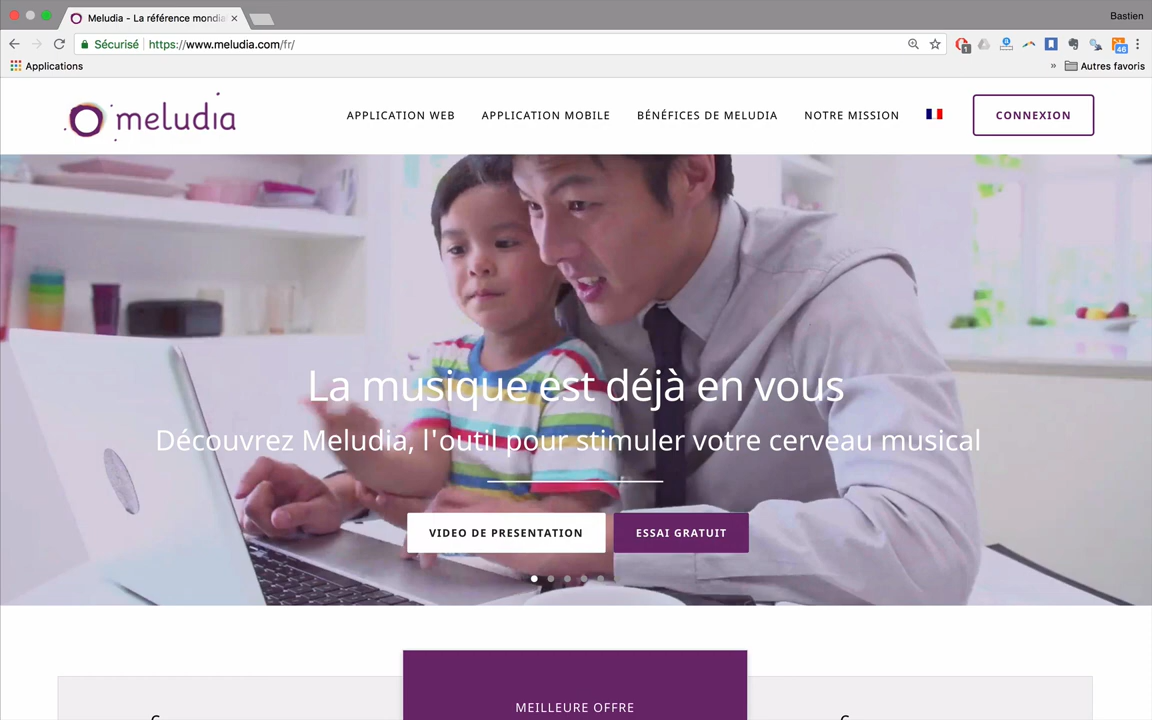 Bastien
Meludia - La référence mondia
Sécurisé
https://www.meludia.com/fr/
1
46
Applications
Autres favoris
meludia
APPLICATION WEB
APPLICATION MOBILE
BÉNÉFICES DE MELUDIA
NOTRE MISSION
CONNEXION
La musique est déjà en vous
Découvrez Meludia, l'outil pour stimuler votre cerveau musical
VIDEO DE PRESENTATION
ESSAI GRATUIT
MEILLEURE OFFRE